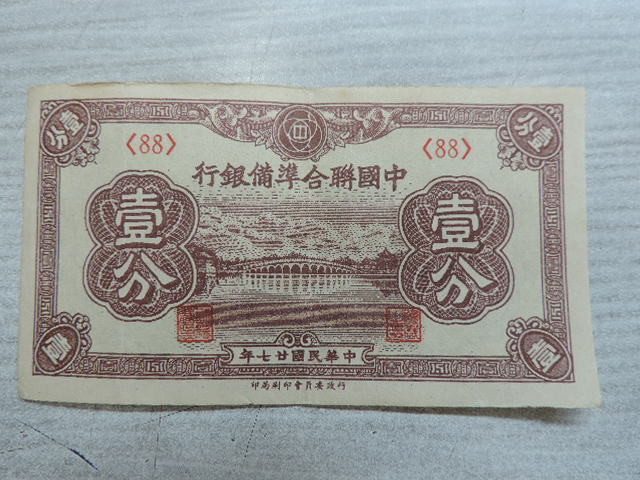 壹分
中
壹分
<88>
<88>
中國聯合準備銀行
壹分
壹分
中華民國廿七年
行政委員會印刷局印
壹
壹